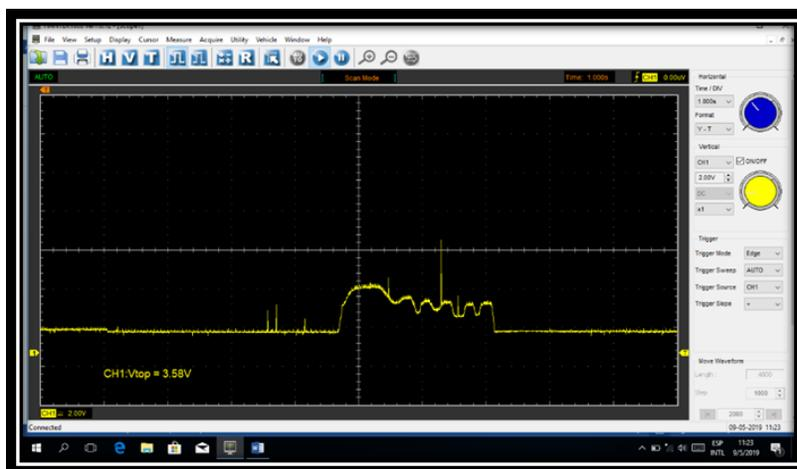 File View Setup Display Cursor Measure Acquire Utility Vehicle Window Help
H V T R
AUTO
[ Scan Mode ]
Time: 1.000s
CH1 0.00uV
Horizontal
Time / DIV
1.000s
Format
Y - T
Vertical
CH1
ON/OFF
2.00V
DC
x1
Trigger
Trigger Mode Edge
Trigger Sweep AUTO
Trigger Source CH1
Trigger Slope +
Move Waveform
Length : 4000
Step 1000
2000
1
T
CH1:Vtop = 3.58V
CH1 2.00V
Connected
09-05-2019 11:23
ESP
INTL
11:23
9/5/2019